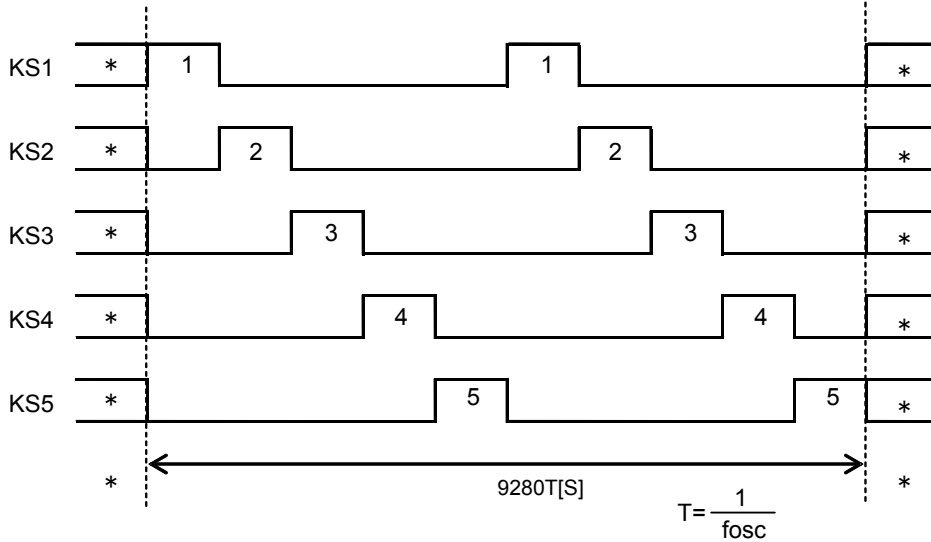 KS1 * 1 1 *
KS2 * 2 2 *
KS3 * 3 3 *
KS4 * 4 4 *
KS5 * 5 5 *
* 9280T[S] *
T= 1
fosc